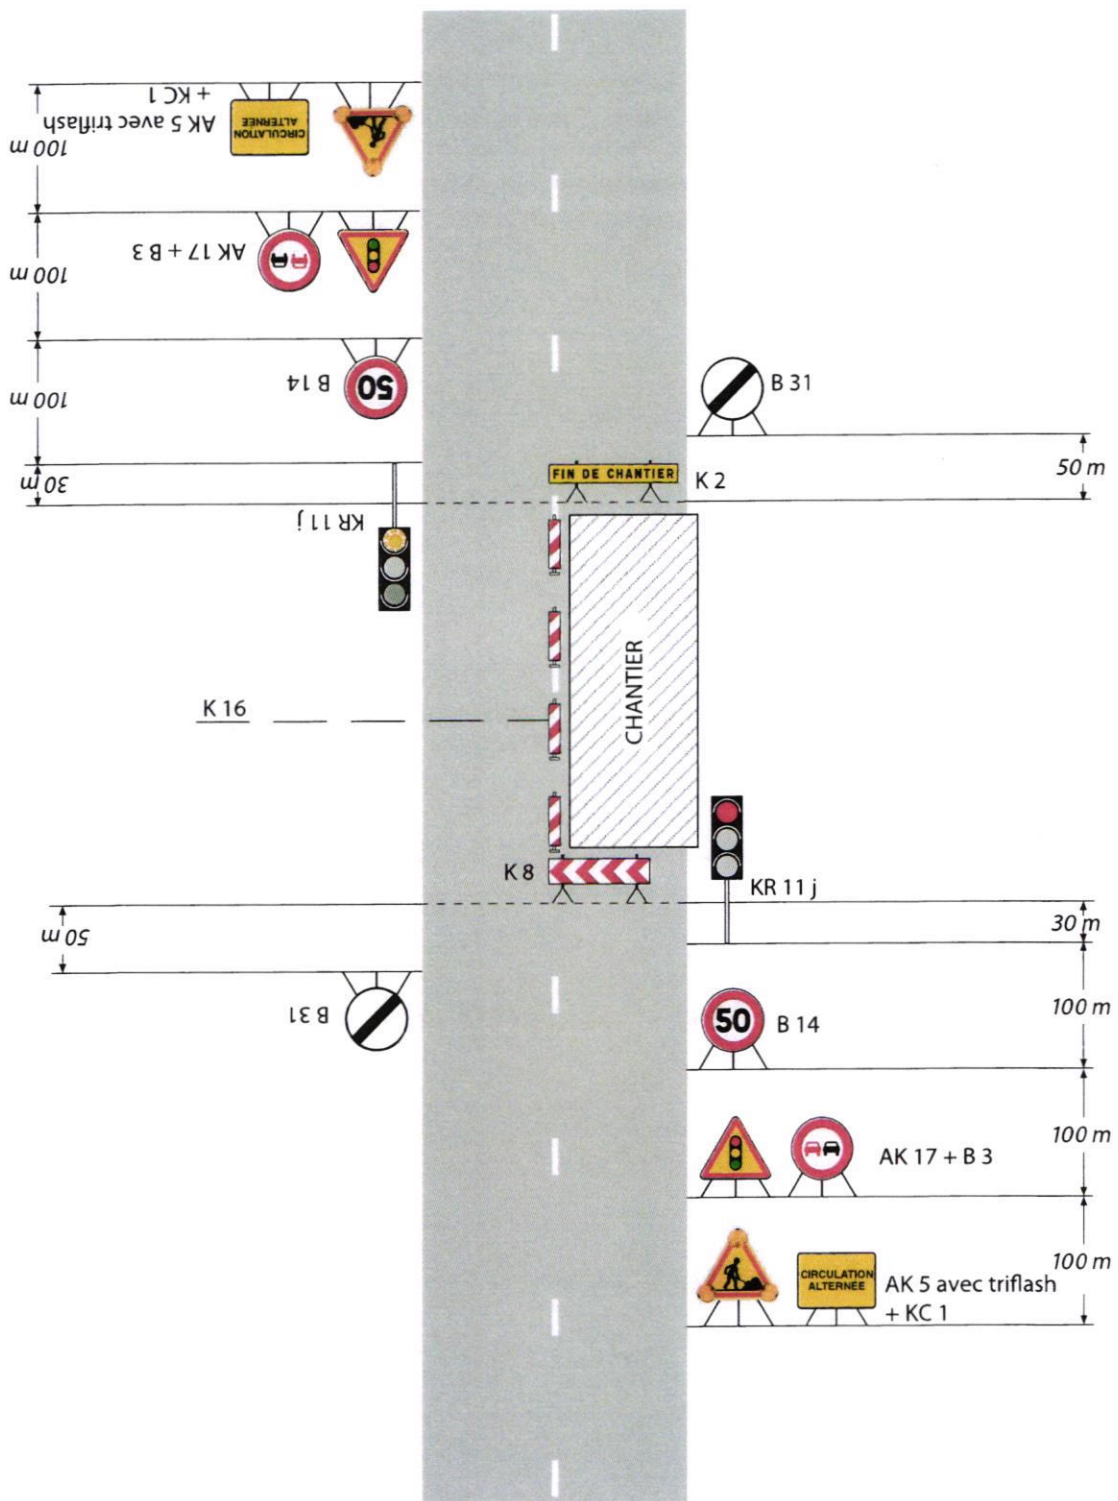 100 m
AK 5 avec triflash
+ KC 1
CIRCULATION
ALTERNÉE
100 m
AK 17 + B 3
100 m
B 14
50
B 31
30 m
KR 11 j
FIN DE CHANTIER
K 2
50 m
K 16
CHANTIER
K 8
KR 11 j
50 m
30 m
B 31
50
B 14
100 m
AK 17 + B 3
100 m
CIRCULATION
ALTERNÉE
AK 5 avec triflash
+ KC 1
100 m